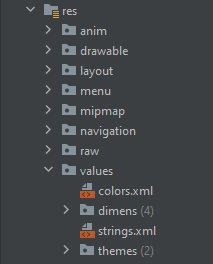 res
anim
drawable
layout
menu
mipmap
navigation
raw
values
colors.xml
dimens (4)
strings.xml
themes (2)